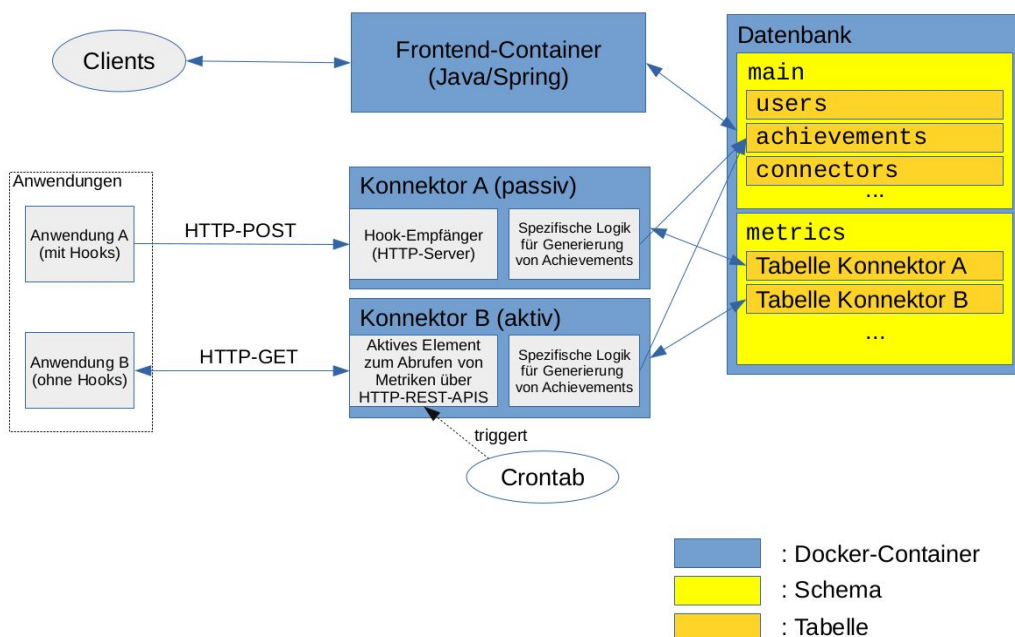 Clients
Frontend-Container
(Java/Spring)
Datenbank
main
users
achievements
connectors
...
metrics
Tabelle Konnektor A
Tabelle Konnektor B
...
Anwendungen
Anwendung A
(mit Hooks)
HTTP-POST
Konnektor A (passiv)
Hook-Empfänger
(HTTP-Server)
Spezifische Logik
für Generierung
von Achievements
Anwendung B
(ohne Hooks)
HTTP-GET
Konnektor B (aktiv)
Aktives Element
zum Abrufen von
Metriken über
HTTP-REST-APIS
Spezifische Logik
für Generierung
von Achievements
triggert
Crontab
: Docker-Container
: Schema
: Tabelle